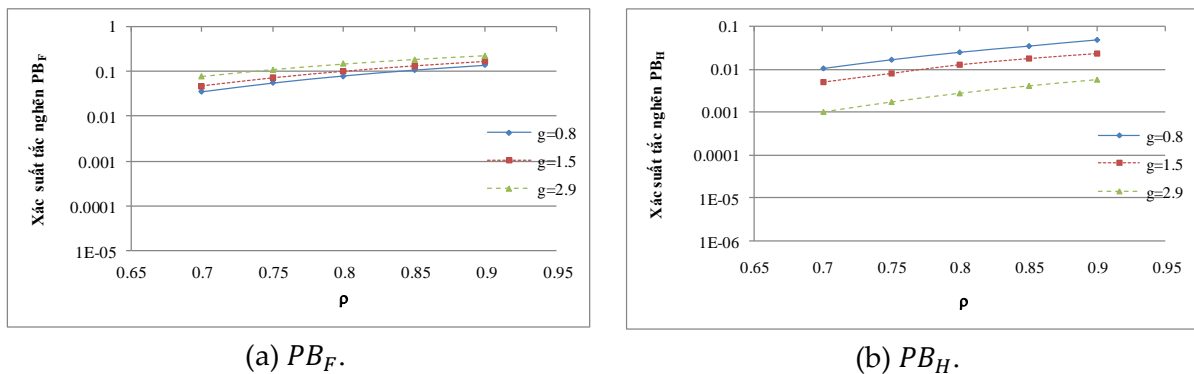 Xác suất tắc nghẽn PB_F
1
0.1
0.01
0.001
0.0001
1E-05
0.65 0.7 0.75 0.8 0.85 0.9 0.95
ρ
g=0.8
g=1.5
g=2.9
(a) PB_F.
Xác suất tắc nghẽn PB_H
0.1
0.01
0.001
0.0001
1E-05
1E-06
0.65 0.7 0.75 0.8 0.85 0.9 0.95
ρ
g=0.8
g=1.5
g=2.9
(b) PB_H.